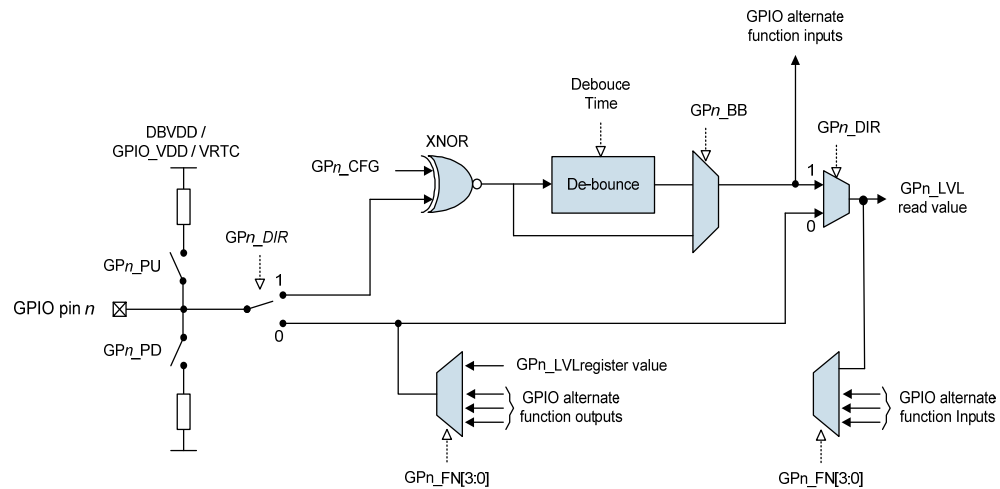 GPIO alternate
function inputs
Debouce
Time
GPn_BB
DBVDD /
GPIO_VDD / VRTC
XNOR
GPn_DIR
GPn_CFG
De-bounce
1
GPn_LVL
read value
GPn_DIR
0
GPn_PU
1
GPIO pin n
0
GPn_PD
GPn_LVLregister value
GPIO alternate
function outputs
GPIO alternate
function Inputs
GPn_FN[3:0]
GPn_FN[3:0]